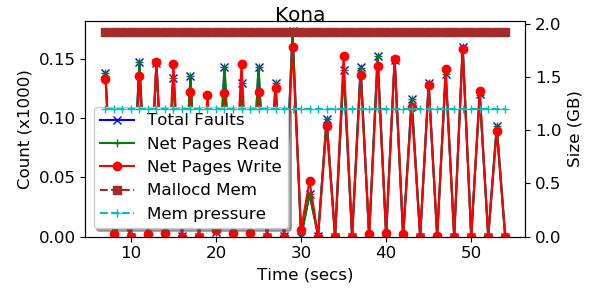 Kona
Count (x1000)
0.15
0.10
0.05
0.00
Total Faults
Net Pages Read
Net Pages Write
Mallocd Mem
Mem pressure
2.0
1.5
1.0
0.5
0.0
Size (GB)
10
20
30
40
50
Time (secs)